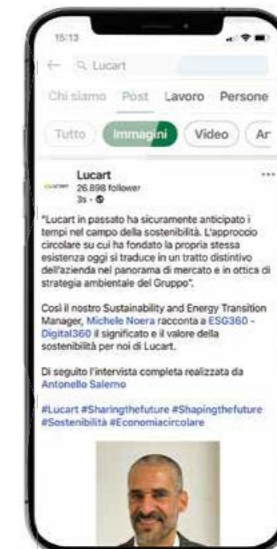 15:13
Lucart
Chi siamo Post Lavoro Persone
Tutto Immagini Video Ar
Lucart
26.898 follower
3s •
"Lucart in passato ha sicuramente anticipato i
tempi nel campo della sostenibilità. L'approccio
circolare su cui ha fondato la propria stessa
esistenza oggi si traduce in un tratto distintivo
dell'azienda nel panorama di mercato e in ottica di
strategia ambientale del Gruppo".
Così il nostro Sustainability and Energy Transition
Manager, Michele Noera racconta a ESG360 -
Digital360 il significato e il valore della
sostenibilità per noi di Lucart.
Di seguito l'intervista completa realizzata da
Antonello Salerno
#Lucart #Sharingthefuture #Shapingthefuture
#Sostenibilità #Economiacircolare